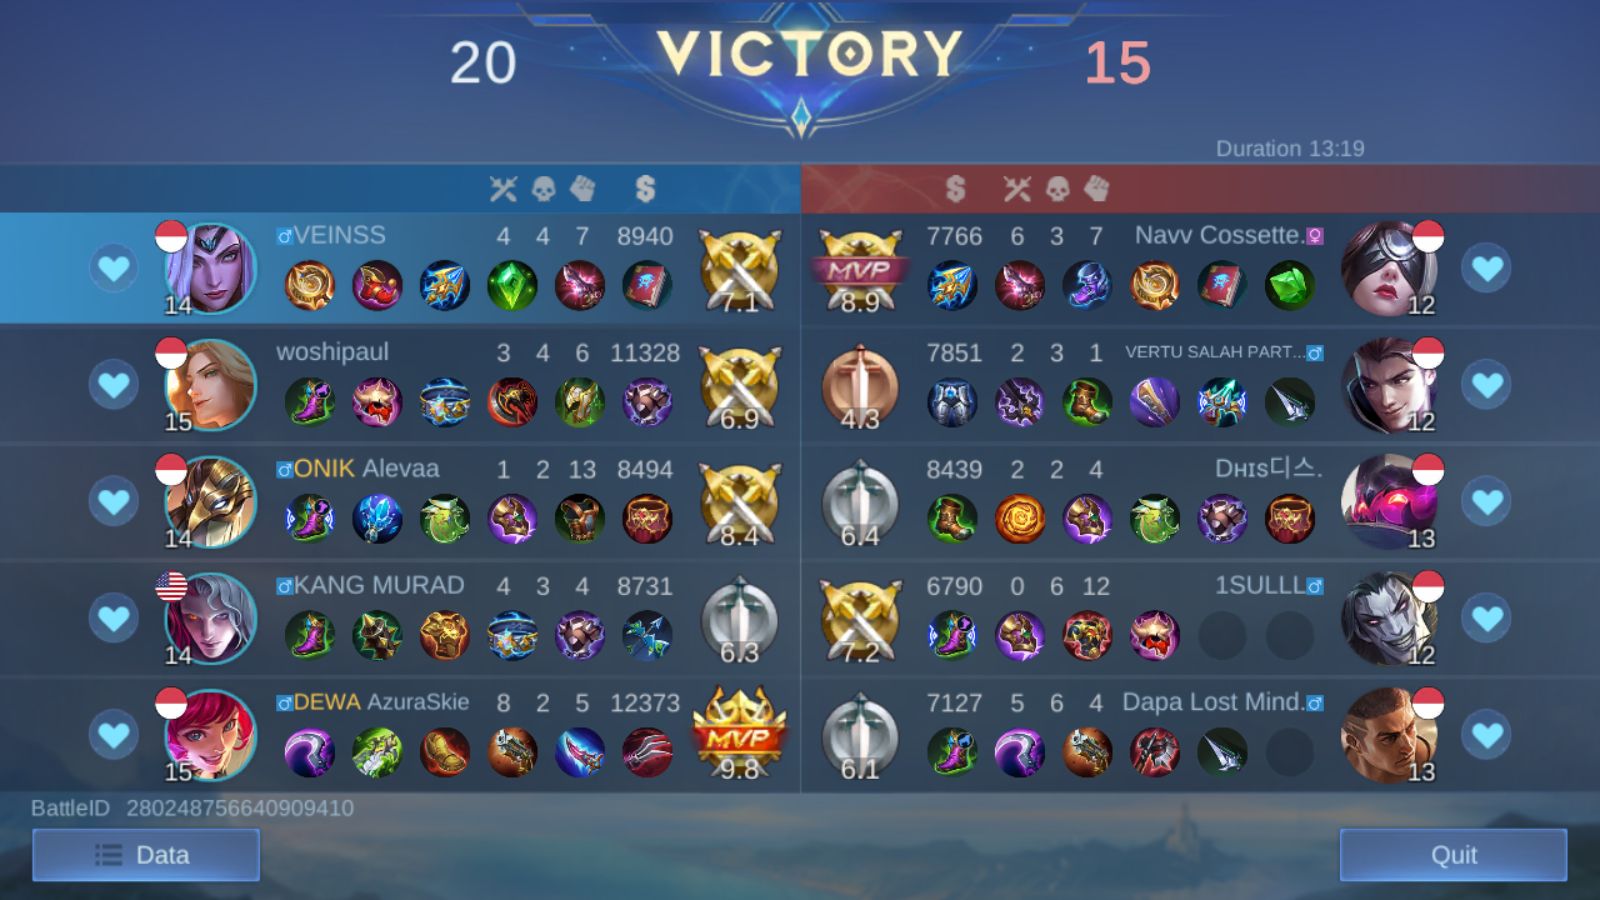 20 VICTORY 15
Duration 13:19
♂VEINSS 4 4 7 8940
14 7.1
MVP 8.9 7766 6 3 7 Navv Cossette.♀
12
woshipaul 3 4 6 11328
15 6.9
4.3 7851 2 3 1 VERTU SALAH PART...♂
12
♂ONIK Alevaa 1 2 13 8494
14 8.4
6.4 8439 2 2 4 Dʜɪs디스.
13
♂KANG MURAD 4 3 4 8731
14 6.3
7.2 6790 0 6 12 1SULLL♂
12
♂DEWA AzuraSkie 8 2 5 12373
15 MVP 9.8
6.1 7127 5 6 4 Dapa Lost Mind.♂
13
BattleID 280248756640909410
Data
Quit